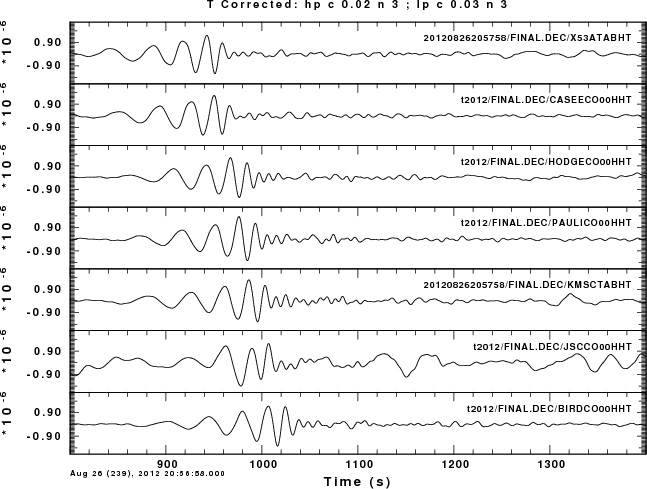 T Corrected: hp c 0.02 n 3 ; lp c 0.03 n 3
*10 -6
0.90
-0.90
20120826205758/FINAL.DEC/X53ATABHT
*10 -6
0.90
-0.90
t2012/FINAL.DEC/CASEECO00HHT
*10 -6
0.90
-0.90
t2012/FINAL.DEC/HODGECO00HHT
*10 -6
0.90
-0.90
t2012/FINAL.DEC/PAULICO00HHT
*10 -6
0.90
-0.90
20120826205758/FINAL.DEC/KMSCTABHT
*10 -6
0.90
-0.90
t2012/FINAL.DEC/JSCCO00HHT
*10 -6
0.90
-0.90
t2012/FINAL.DEC/BIRDCO00HHT
900 1000 1100 1200 1300
Aug 26 (239), 2012 20:56:58.000
Time (s)